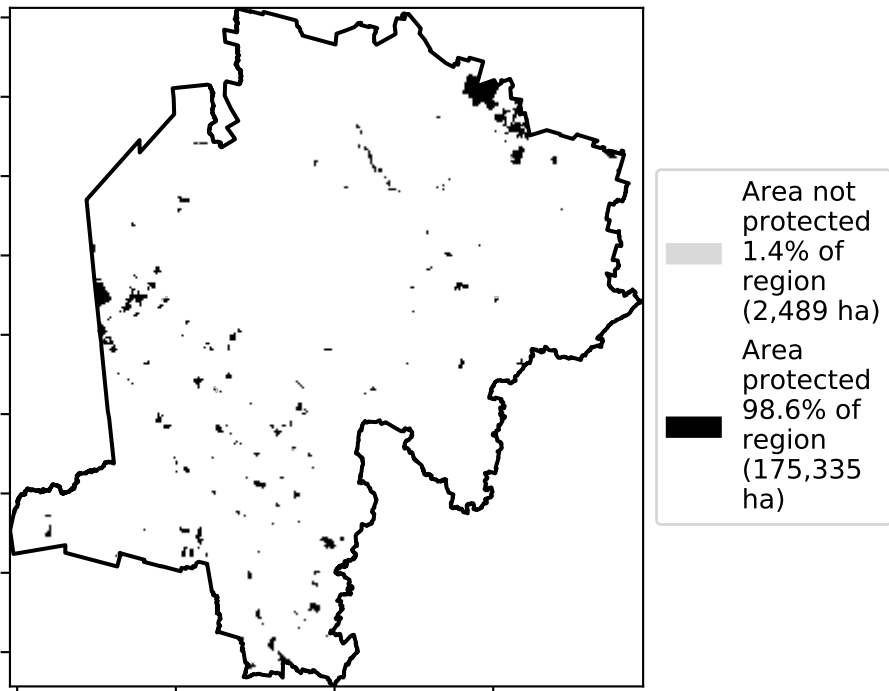 Area not
protected
1.4% of
region
(2,489 ha)
Area
protected
98.6% of
region
(175,335
ha)